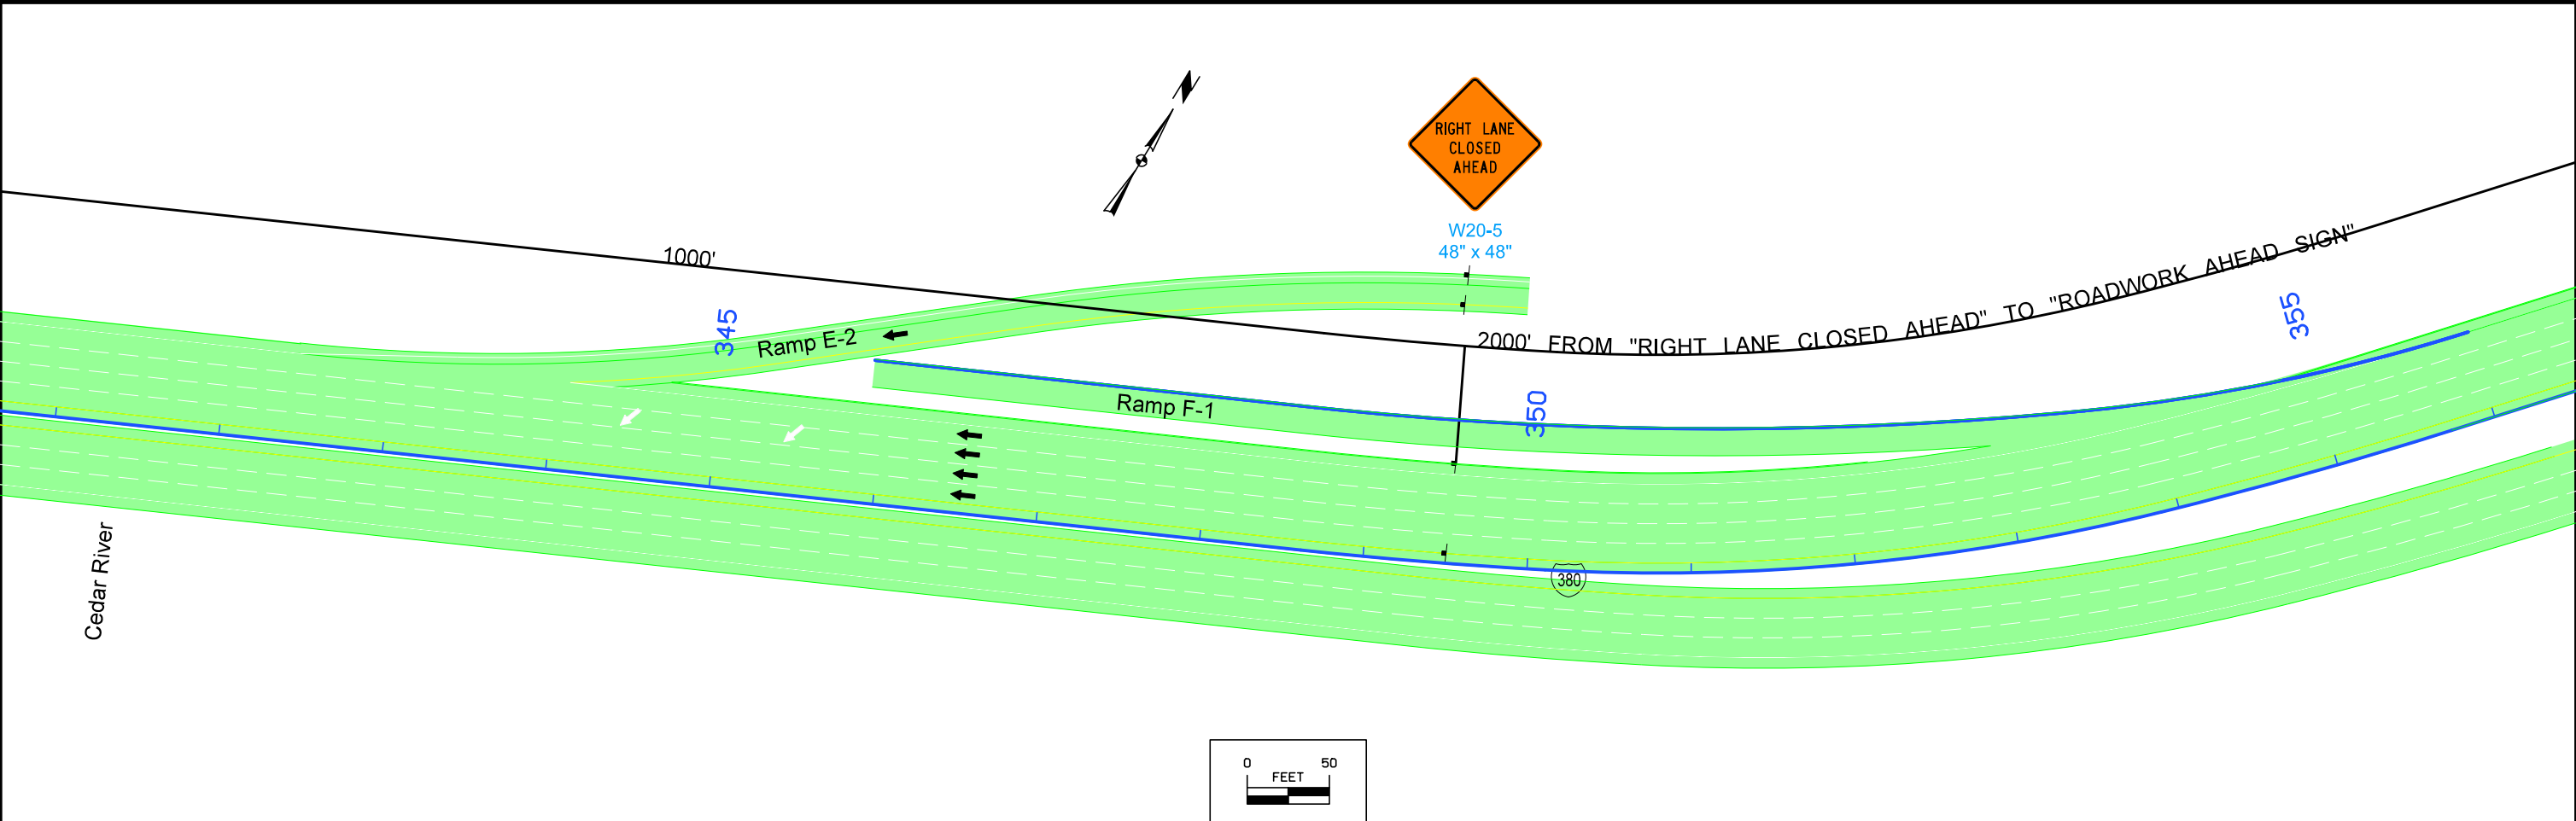 N
RIGHT LANE
CLOSED
AHEAD
W20-5
48" x 48"
1000'
345
Ramp E-2
2000' FROM "RIGHT LANE CLOSED AHEAD" TO "ROADWORK AHEAD SIGN"
355
Ramp F-1
350
380
Cedar River
0 50
FEET